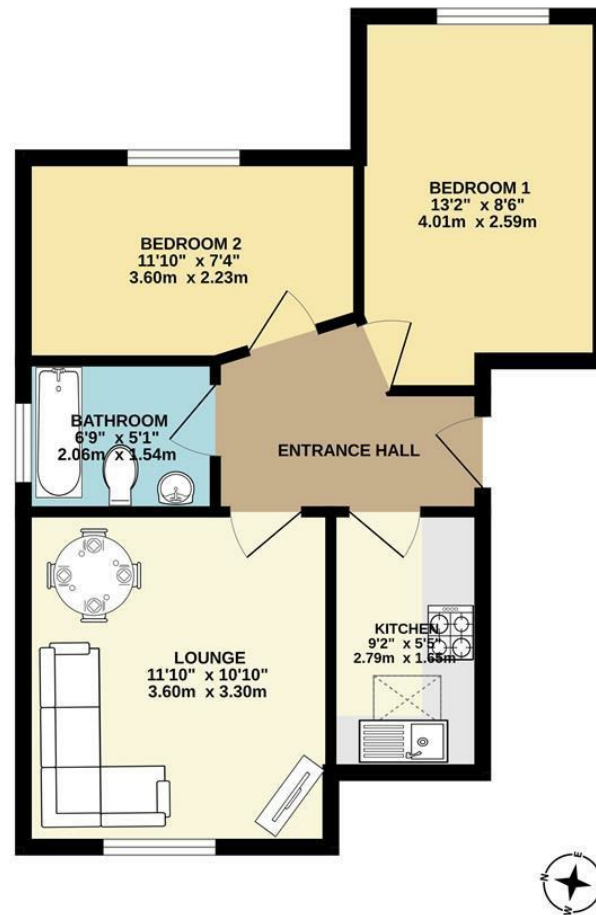 BEDROOM 1
13'2" x 8'6"
4.01m x 2.59m
BEDROOM 2
11'10" x 7'4"
3.60m x 2.23m
BATHROOM
6'9" x 5'1"
2.06m x 1.54m
ENTRANCE HALL
KITCHEN
9'2" x 5'5"
2.79m x 1.65m
LOUNGE
11'10" x 10'10"
3.60m x 3.30m
N
E
W
S